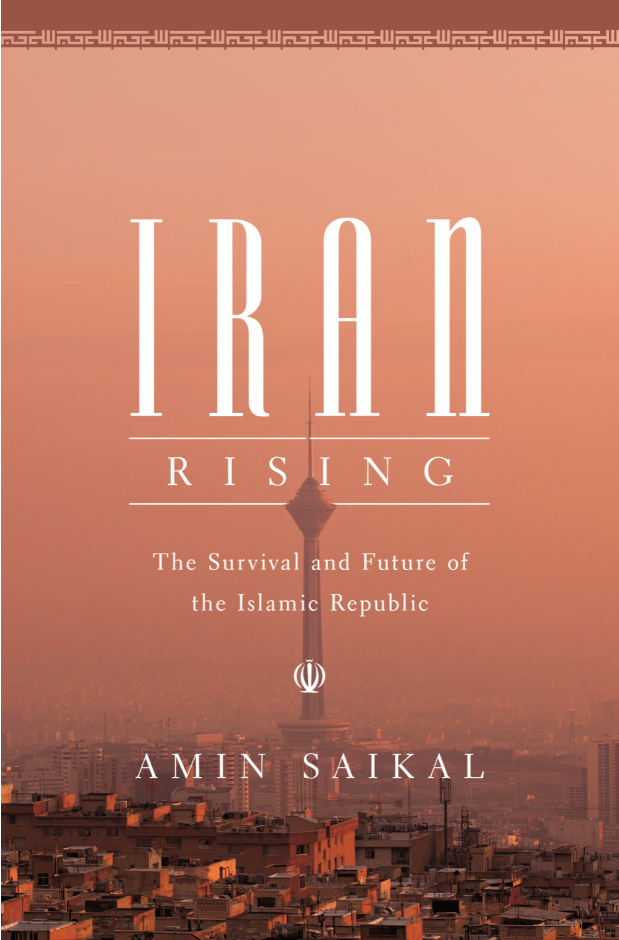 IRAN
RISING
The Survival and Future of
the Islamic Republic
AMIN SAIKAL